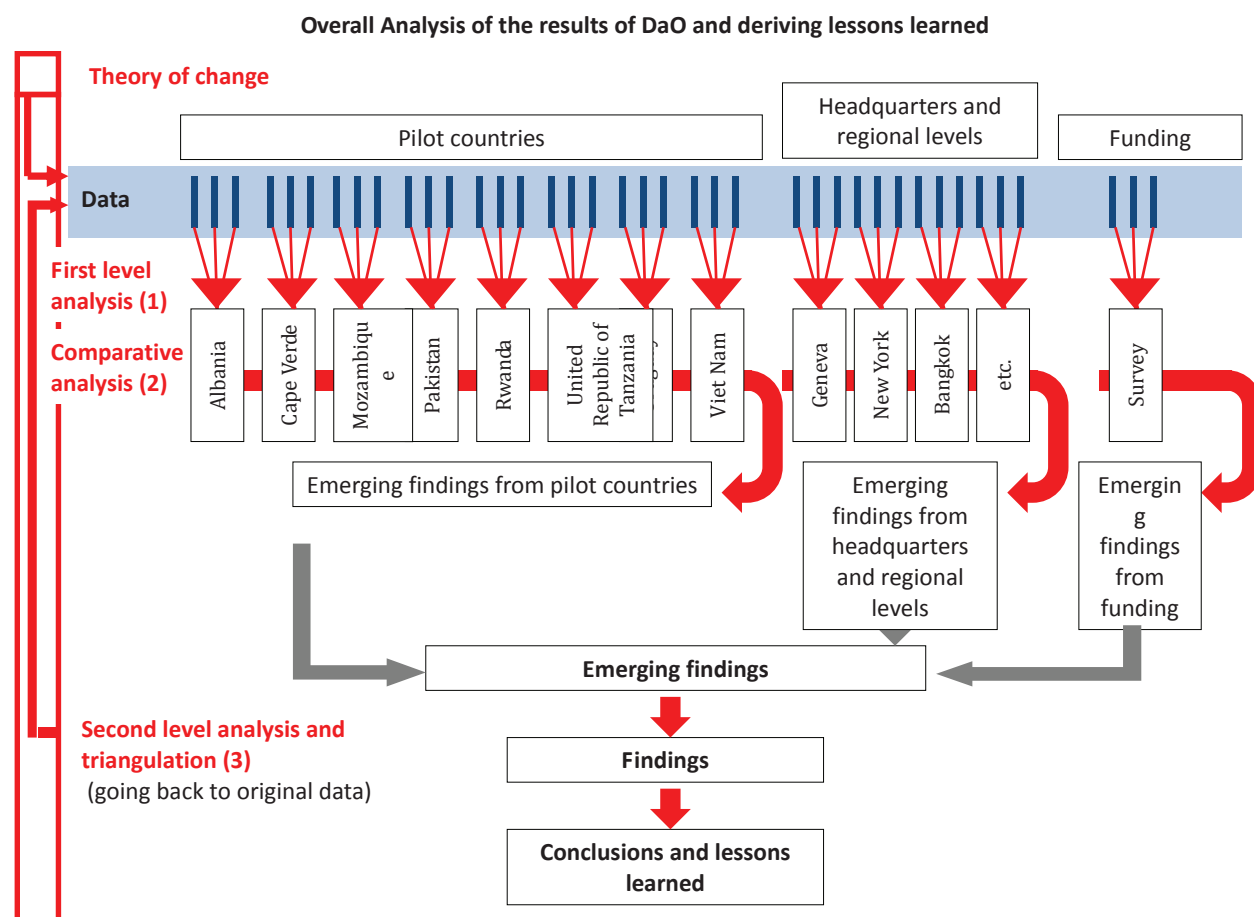 Overall Analysis of the results of DaO and deriving lessons learned
Theory of change
Pilot countries
Headquarters and
regional levels
Funding
Data
First level
analysis (1)
Comparative
analysis (2)
Albania
Cape Verde
Mozambiqu
e
Pakistan
Rwanda
United
Republic of
Tanzania
Viet Nam
Geneva
New York
Bangkok
etc.
Survey
Emerging findings from pilot countries
Emerging
findings from
headquarters
and regional
levels
Emergin
g
findings
from
funding
Emerging findings
Second level analysis and
triangulation (3)
(going back to original data)
Findings
Conclusions and lessons
learned